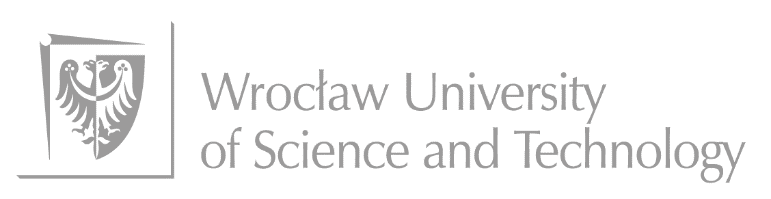 Wrocław University
of Science and Technology